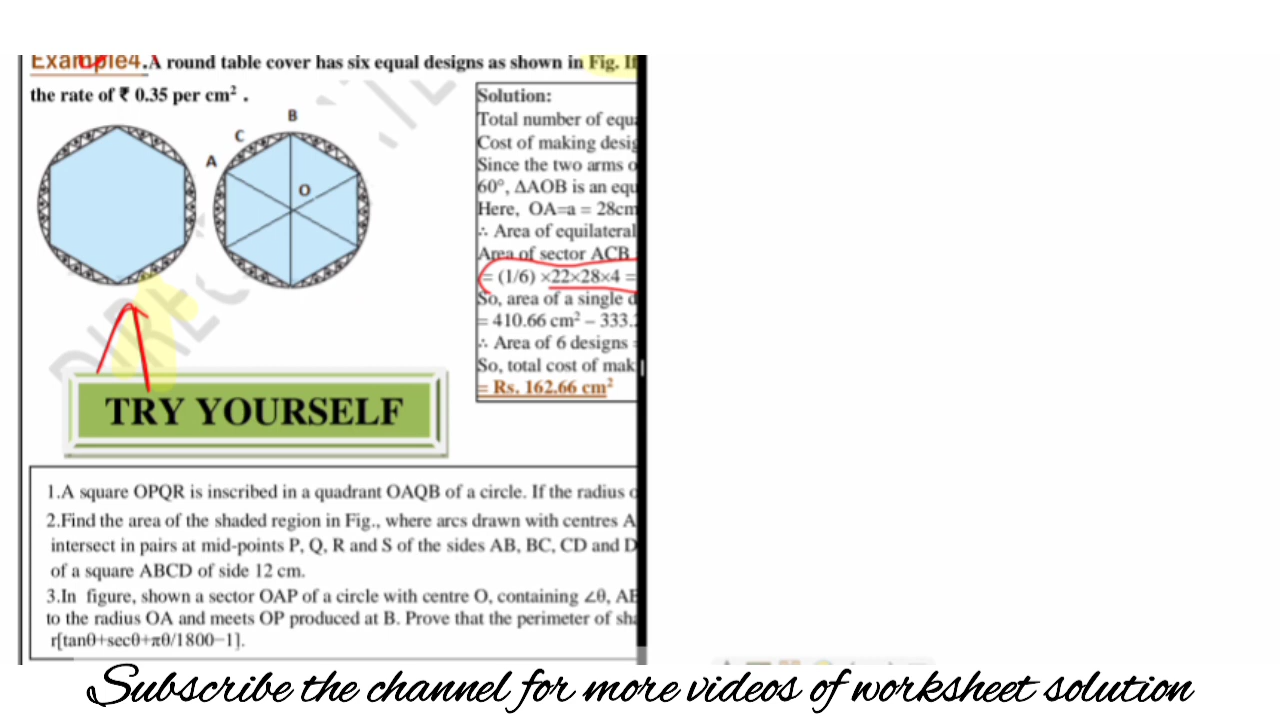 Example4.A round table cover has six equal designs as shown in Fig. If
the rate of ₹ 0.35 per cm² .
B
C
A
O
Solution:
Total number of equ
Cost of making desig
Since the two arms o
60°, ΔAOB is an equ
Here, OA=a = 28cm
∴ Area of equilateral
Area of sector ACB
= (1/6) ×22×28×4 =
So, area of a single d
= 410.66 cm² – 333.
∴ Area of 6 designs =
So, total cost of mak
= Rs. 162.66 cm²
TRY YOURSELF
1.A square OPQR is inscribed in a quadrant OAQB of a circle. If the radius o
2.Find the area of the shaded region in Fig., where arcs drawn with centres A
intersect in pairs at mid-points P, Q, R and S of the sides AB, BC, CD and D
of a square ABCD of side 12 cm.
3.In figure, shown a sector OAP of a circle with centre O, containing ∠θ, AB
to the radius OA and meets OP produced at B. Prove that the perimeter of sha
r[tanθ+secθ+πθ/1800−1].
Subscribe the channel for more videos of worksheet solution